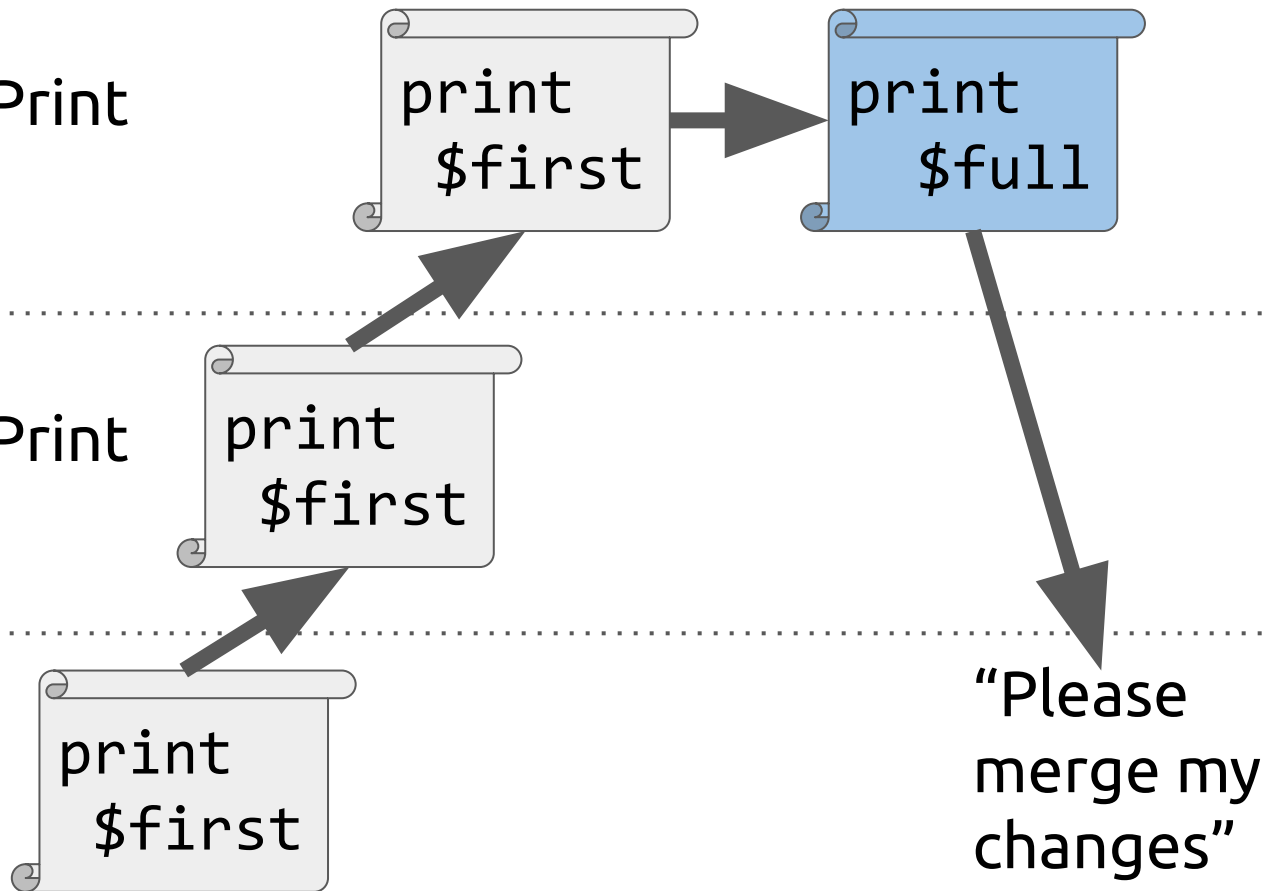 Print
print
$first
print
$full
Print
print
$first
print
$first
“Please
merge my
changes”